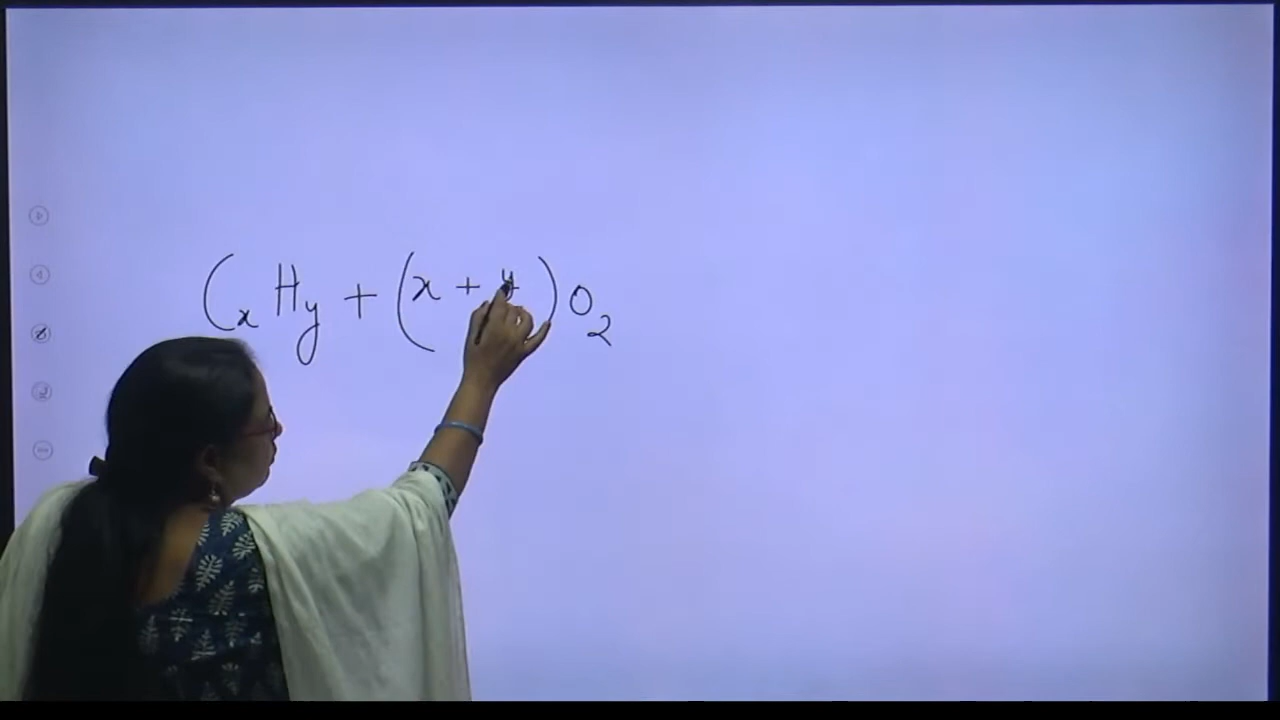 CₓHy + (x + y) O₂